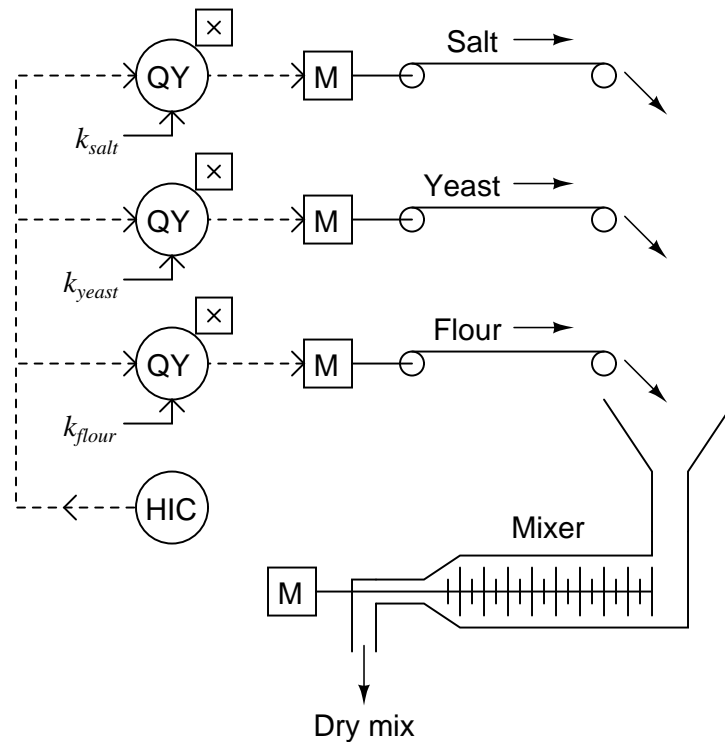 ×
Salt
QY
M
k_salt
×
Yeast
QY
M
k_yeast
×
Flour
QY
M
k_flour
HIC
Mixer
M
Dry mix